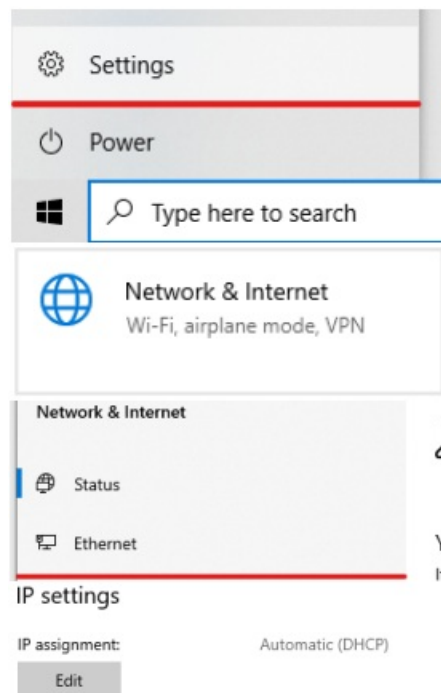 Settings
Power
Type here to search
Network & Internet
Wi-Fi, airplane mode, VPN
Network & Internet
Status
Ethernet
IP settings
IP assignment: Automatic (DHCP)
Edit